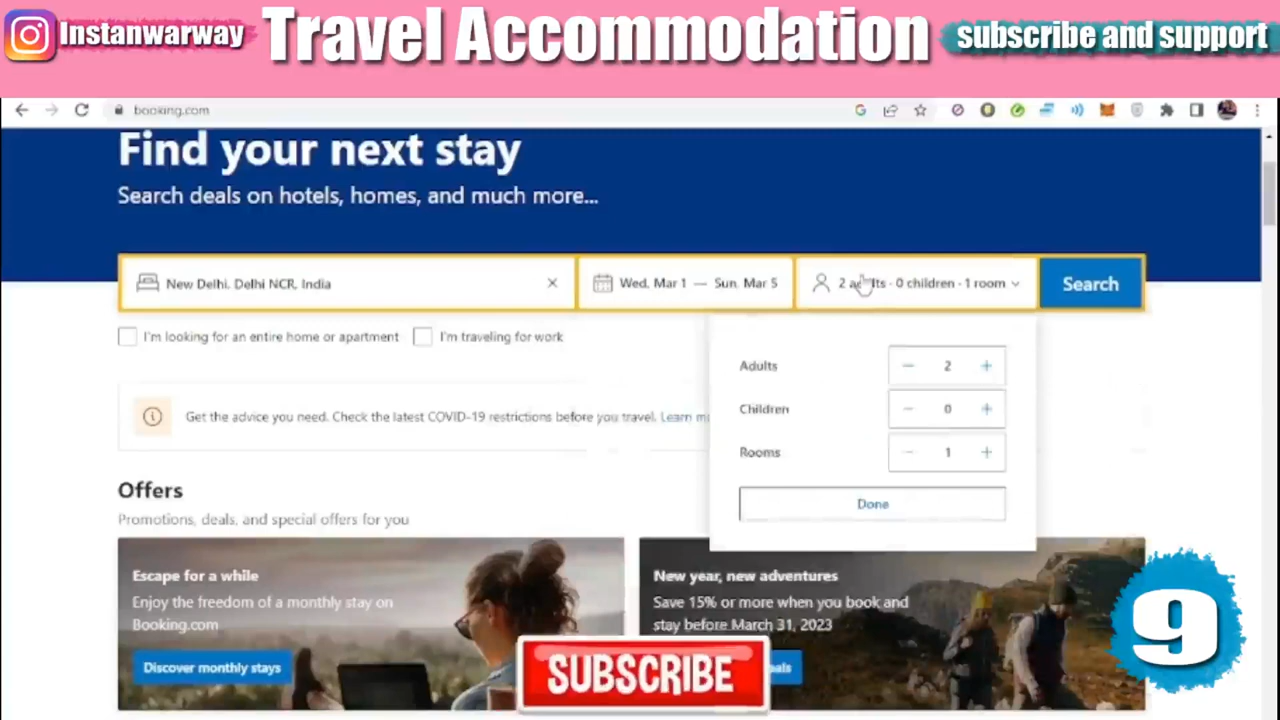 Instanwarway
Travel Accommodation
subscribe and support
booking.com
Find your next stay
Search deals on hotels, homes, and much more...
New Delhi, Delhi NCR, India
Wed, Mar 1 — Sun, Mar 5
2 adults · 0 children · 1 room
Search
I'm looking for an entire home or apartment
I'm traveling for work
Adults 2
Children 0
Rooms 1
Done
Get the advice you need. Check the latest COVID-19 restrictions before you travel. Learn
Offers
Promotions, deals, and special offers for you
Escape for a while
Enjoy the freedom of a monthly stay on
Booking.com
Discover monthly stays
New year, new adventures
Save 15% or more when you book and
stay before March 31, 2023
SUBSCRIBE
9